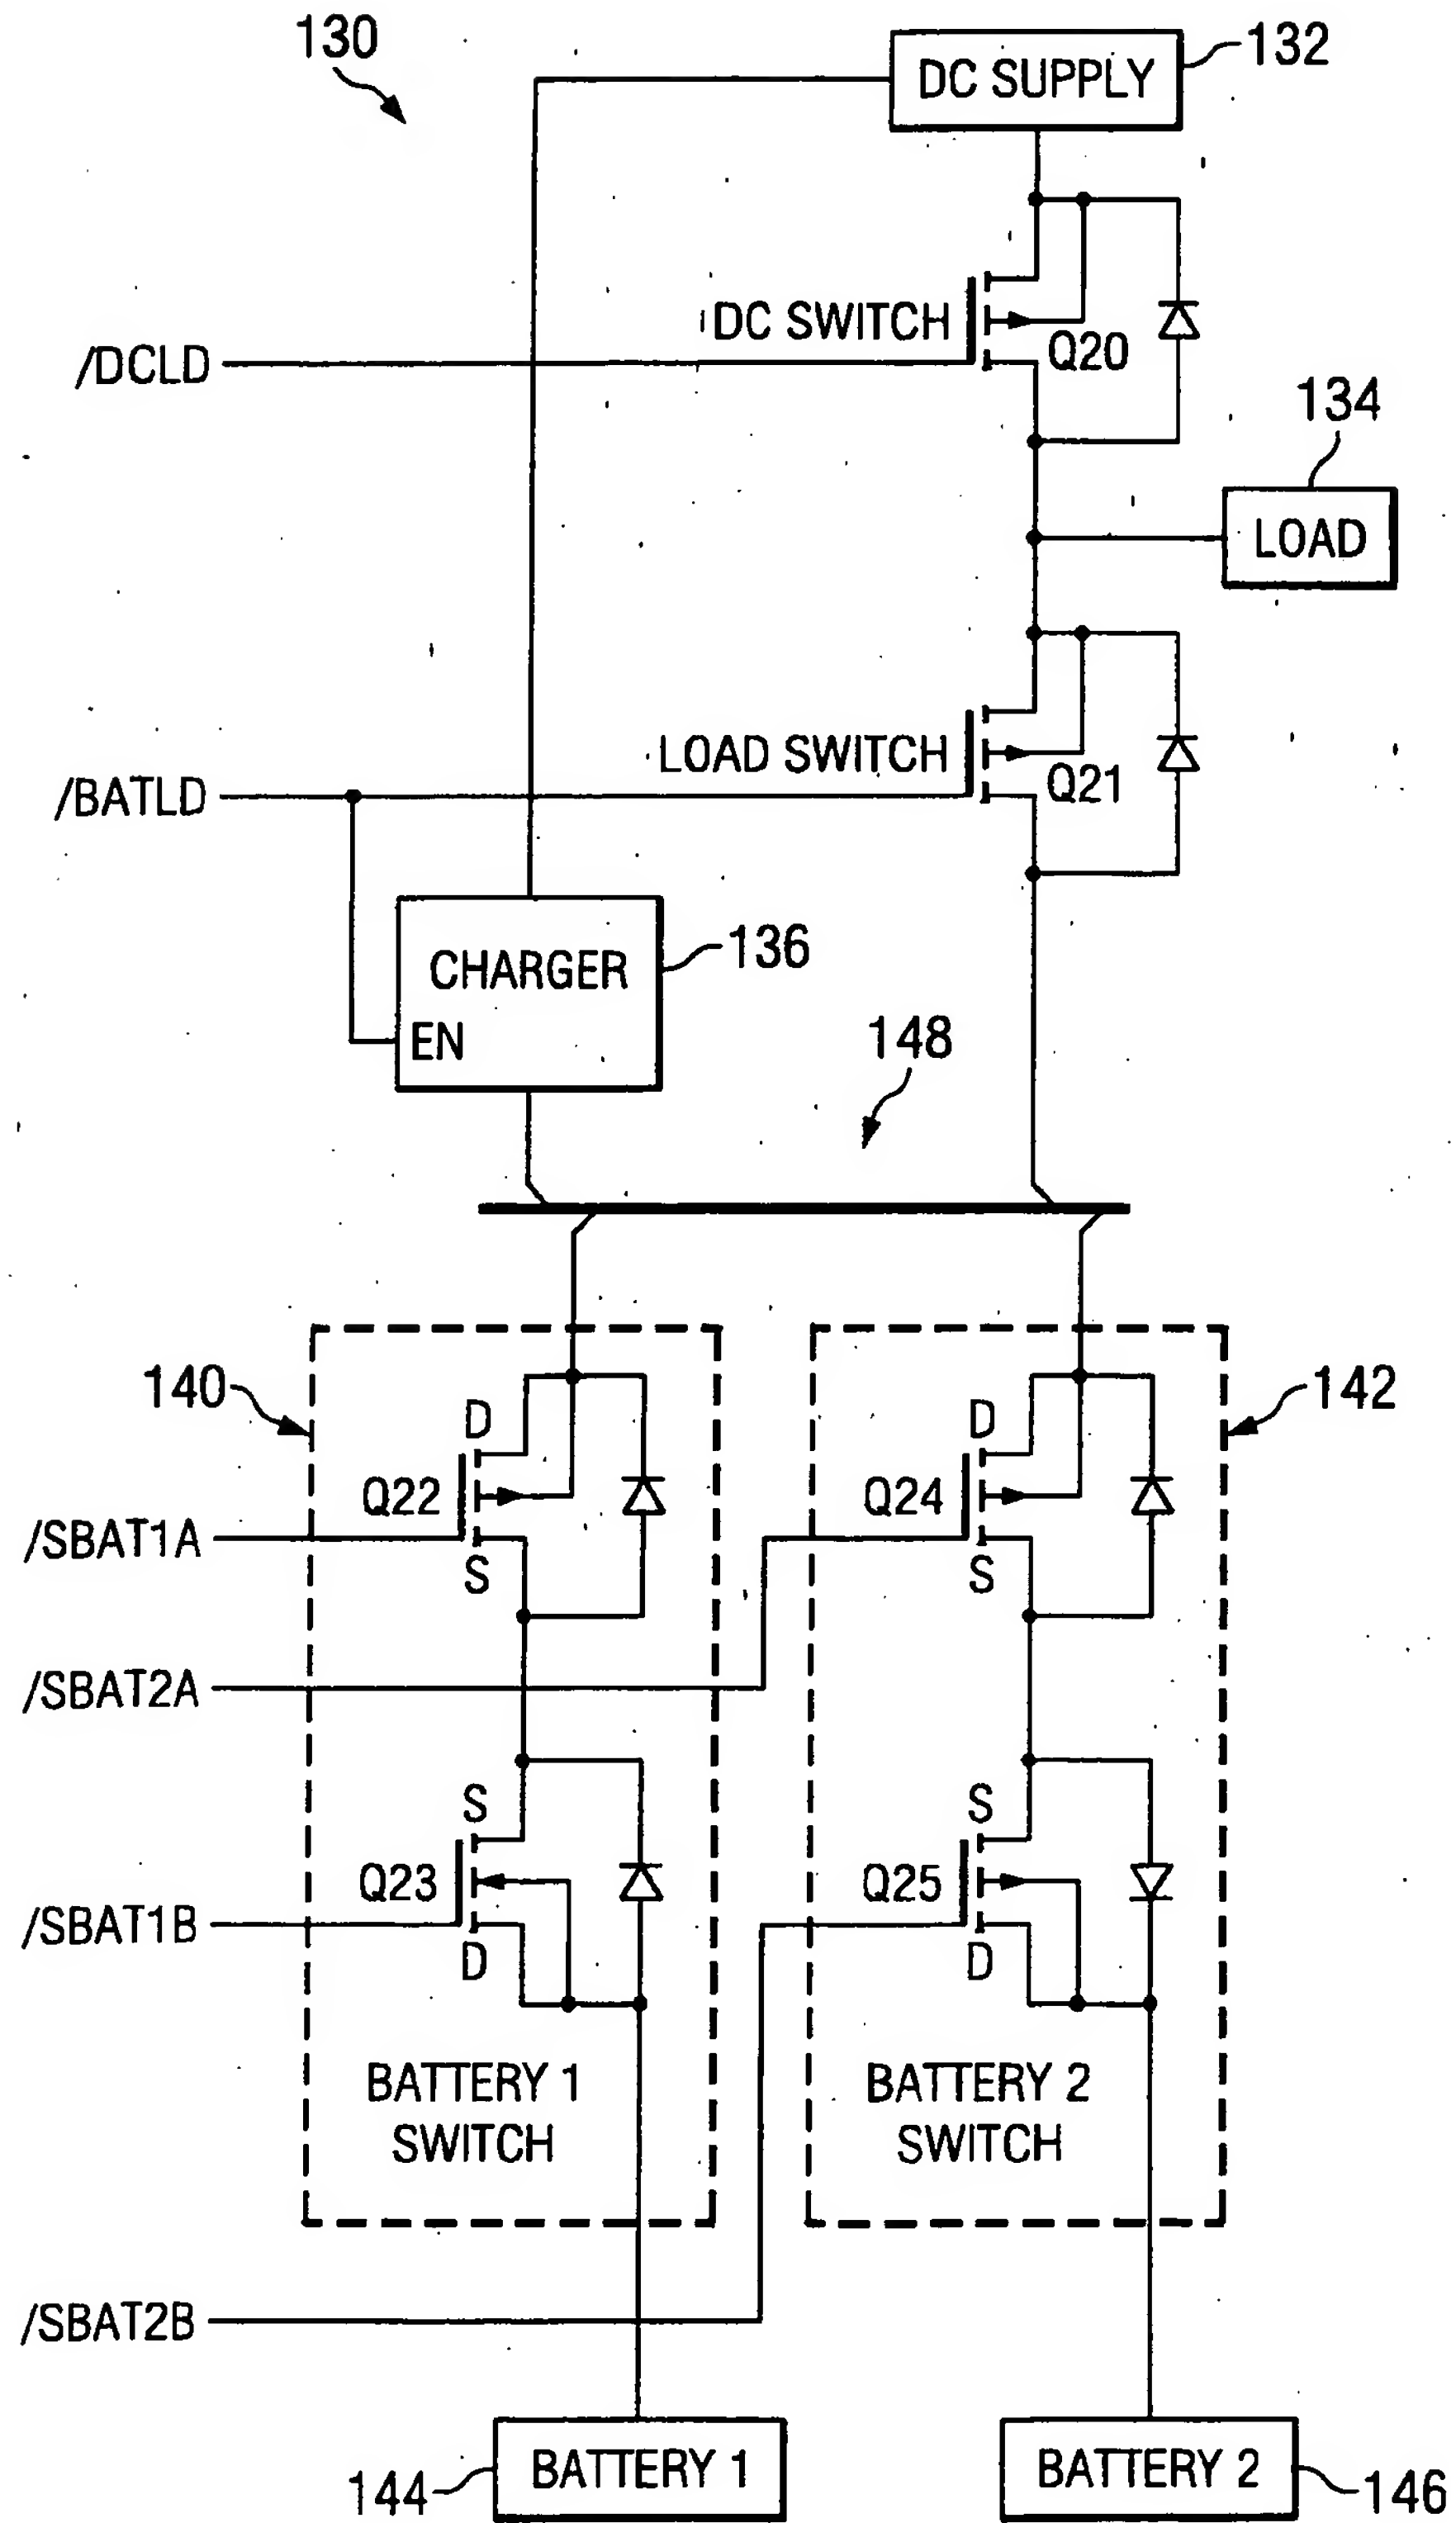 130
DC SUPPLY
132
DC SWITCH
Q20
/DCLD
134
LOAD
LOAD SWITCH
Q21
/BATLD
CHARGER
136
EN
148
140
142
D
D
Q22
Q24
/SBAT1A
S
S
/SBAT2A
S
S
Q23
Q25
/SBAT1B
D
D
BATTERY 1
SWITCH
BATTERY 2
SWITCH
/SBAT2B
BATTERY 1
144
BATTERY 2
146